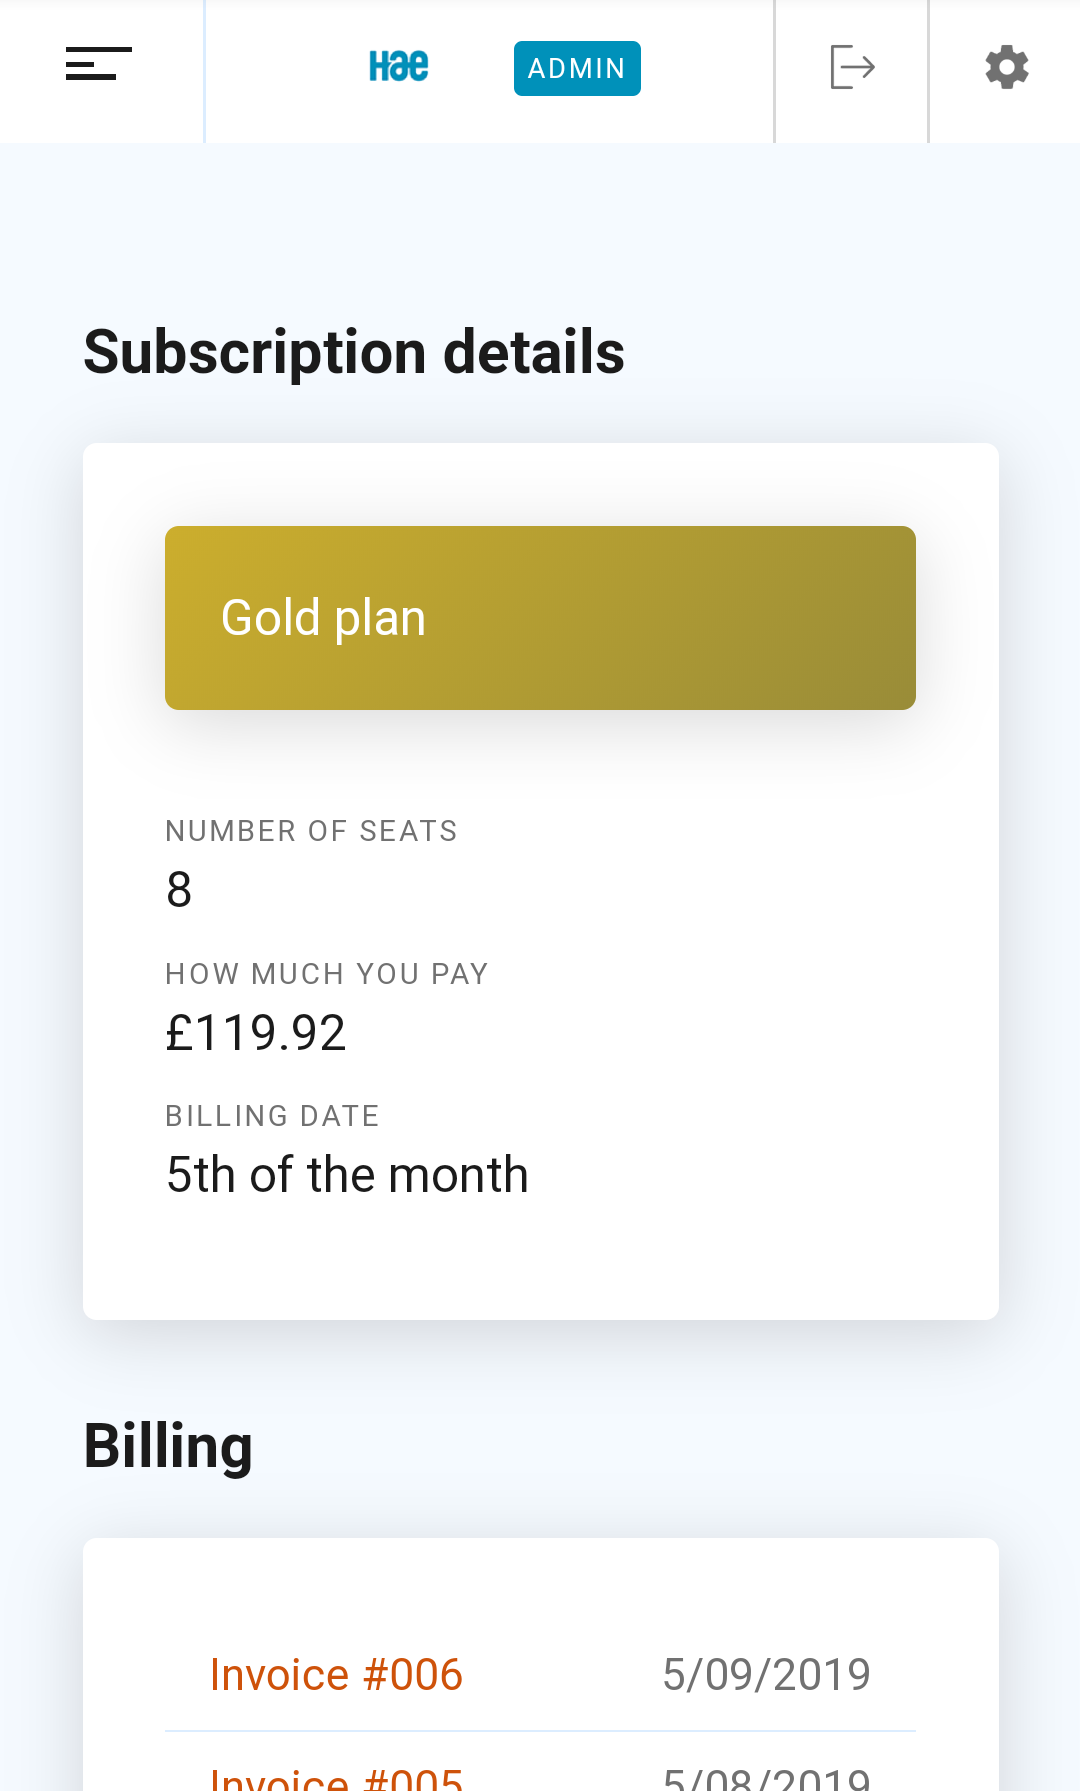 Hae ADMIN
Subscription details
Gold plan
NUMBER OF SEATS
8
HOW MUCH YOU PAY
£119.92
BILLING DATE
5th of the month
Billing
Invoice #006 5/09/2019
Invoice #005 5/08/2019